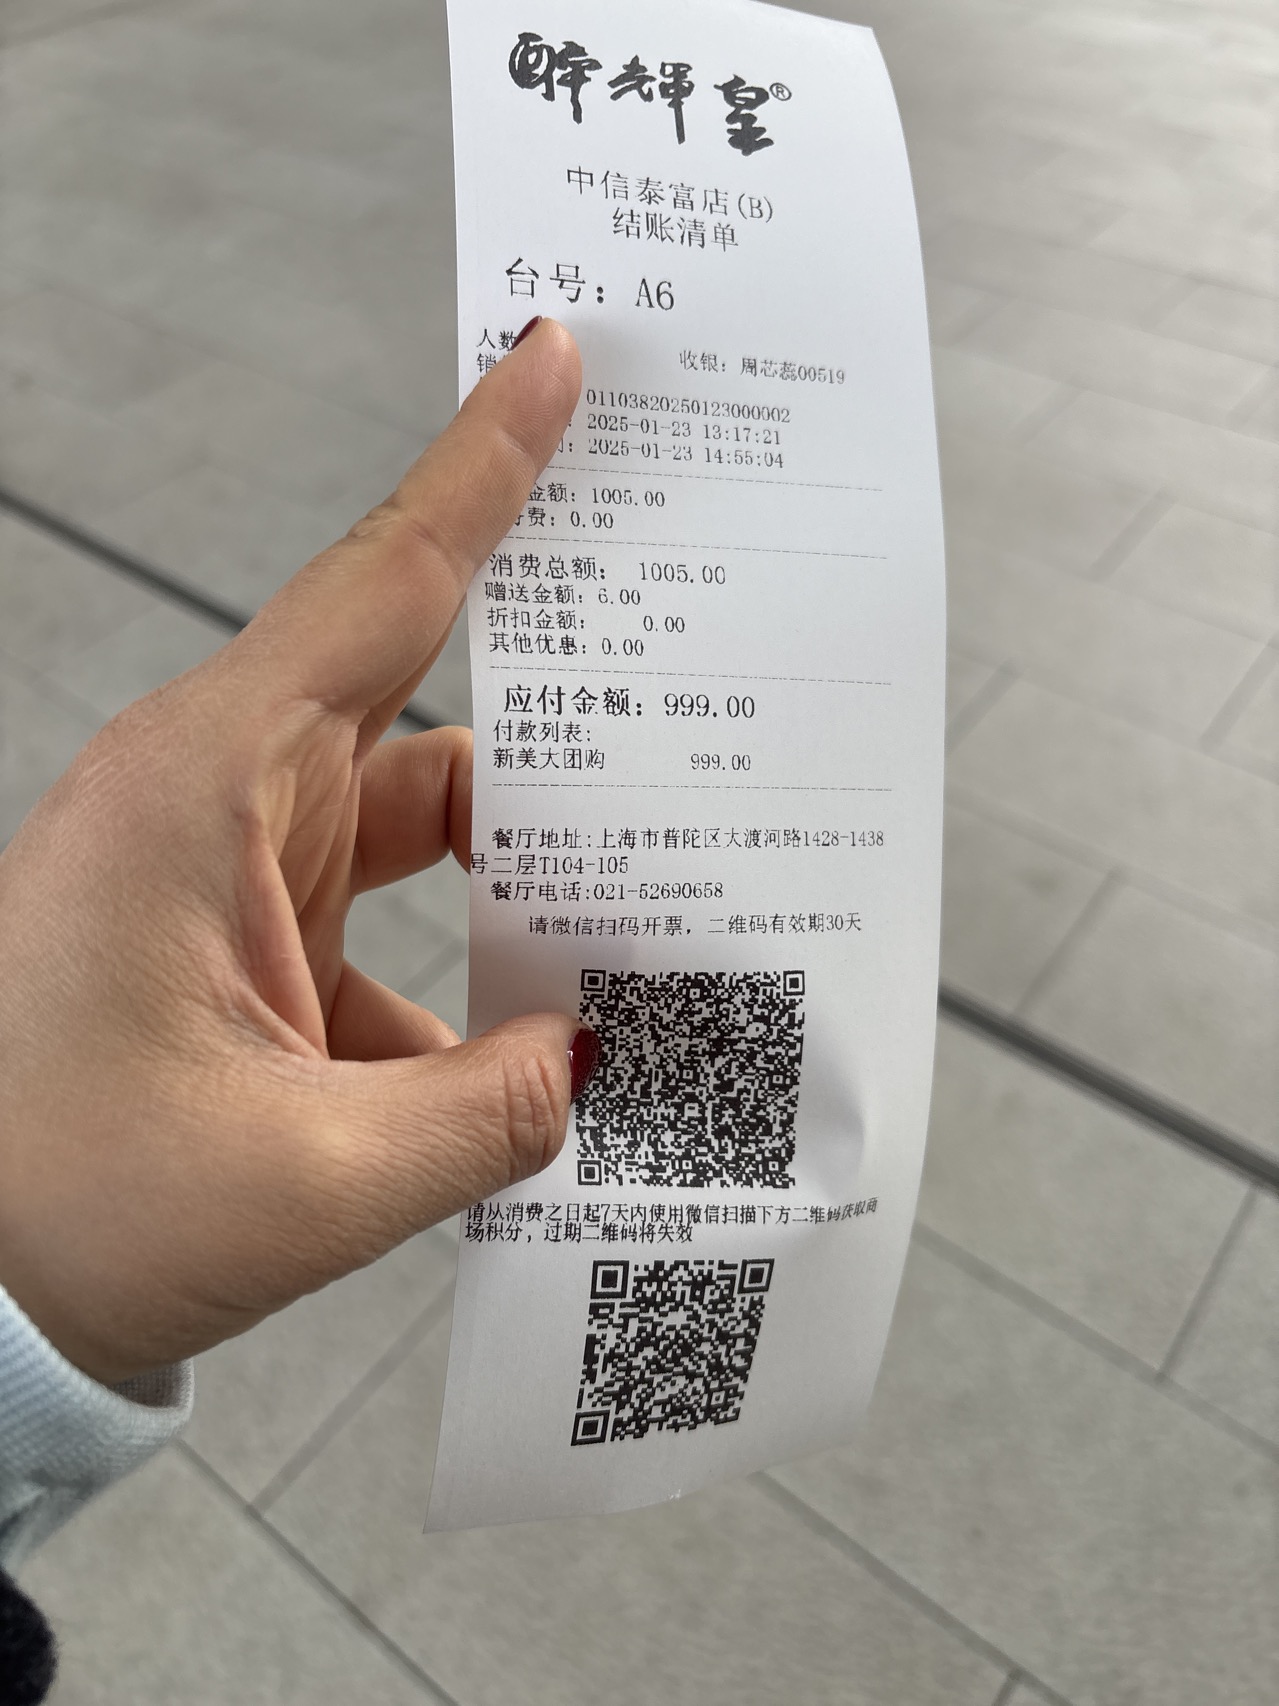 醉輝皇®
中信泰富店(B)
结账清单
台号：A6
人数
销
收银：周芯蕊00519
01103820250123000002
: 2025-01-23 13:17:21
: 2025-01-23 14:55:04
金额：1005.00
费：0.00
消费总额： 1005.00
赠送金额：6.00
折扣金额： 0.00
其他优惠：0.00
应付金额：999.00
付款列表:
新美大团购 999.00
餐厅地址:上海市普陀区大渡河路1428-1438
号二层T104-105
餐厅电话:021-52690658
请微信扫码开票，二维码有效期30天
请从消费之日起7天内使用微信扫描下方二维码获取商
场积分，过期二维码将失效